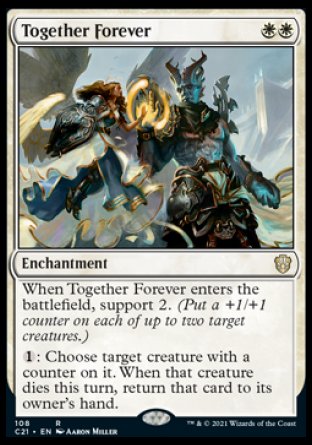 Together Forever
Enchantment
When Together Forever enters the
battlefield, support 2. (Put a +1/+1
counter on each of up to two target
creatures.)
1: Choose target creature with a
counter on it. When that creature
dies this turn, return that card to its
owner's hand.
108 R
C21 • EN Aaron Miller
™ & © 2021 Wizards of the Coast